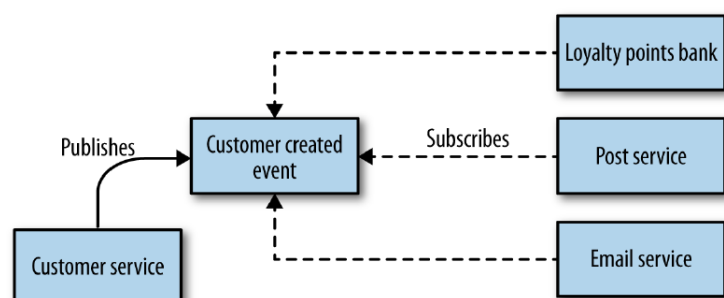 Loyalty points bank
Publishes
Customer created
event
Subscribes
Post service
Customer service
Email service